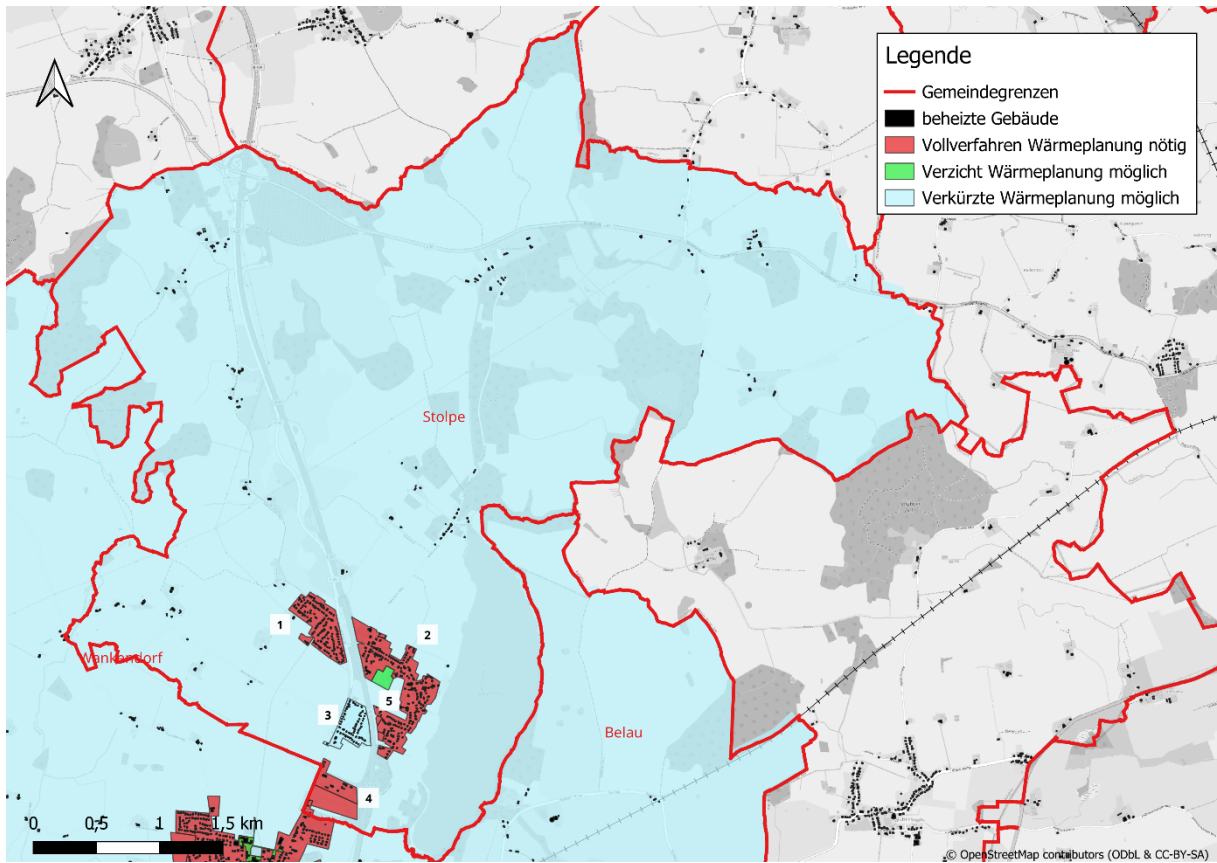 Legende
Gemeindegrenzen
beheizte Gebäude
Vollverfahren Wärmeplanung nötig
Verzicht Wärmeplanung möglich
Verkürzte Wärmeplanung möglich
Stolpe
1
2
Wankendorf
5
3
Belau
4
0 0,5 1 1,5 km
© OpenStreetMap contributors (ODbL & CC-BY-SA)